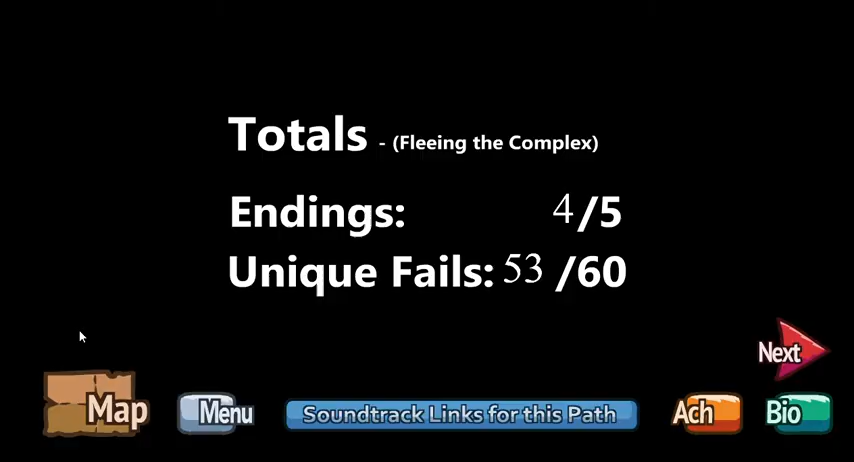 Totals - (Fleeing the Complex)
Endings: 4/5
Unique Fails: 53 /60
Next
Map
Menu
Soundtrack Links for this Path
Ach
Bio